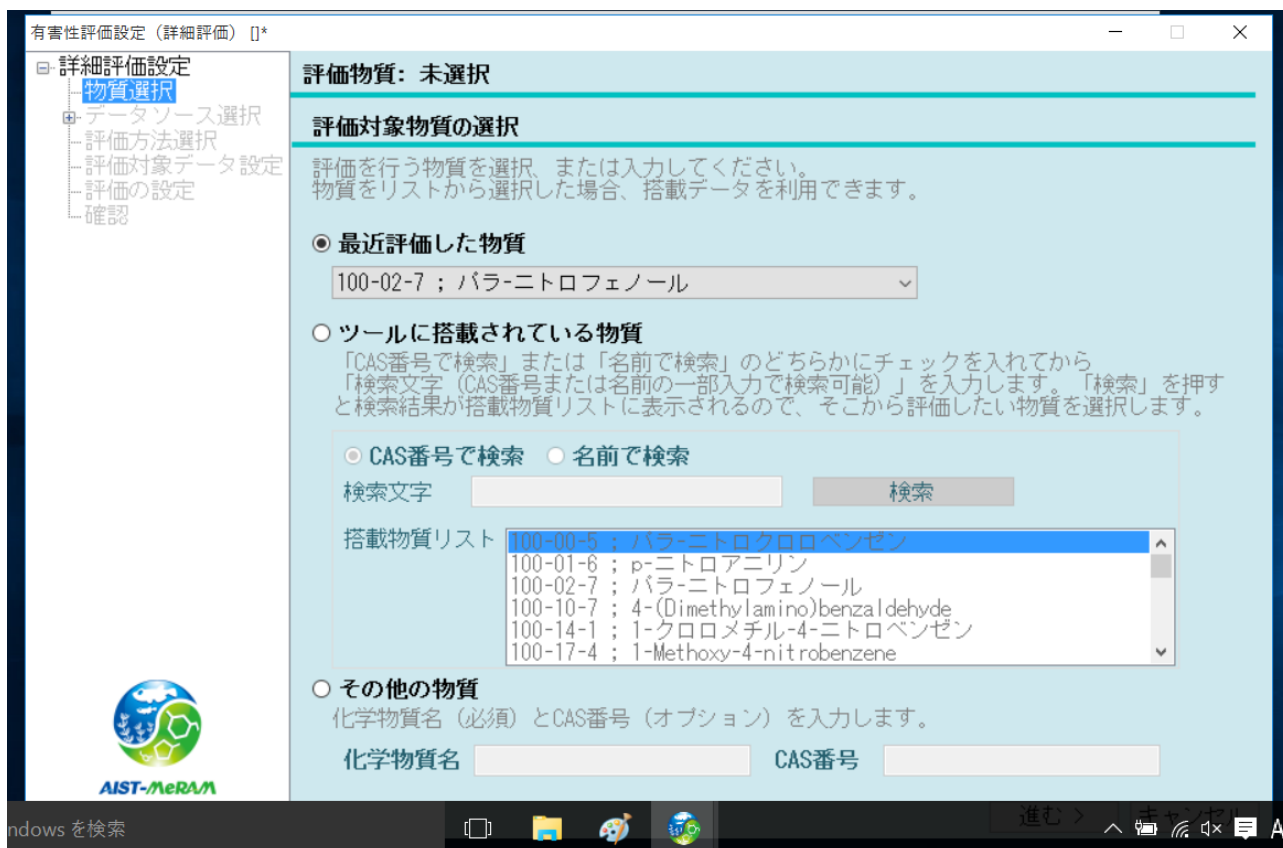 有害性評価設定（詳細評価） []*
詳細評価設定
物質選択
データソース選択
評価方法選択
評価対象データ設定
評価の設定
確認
評価物質: 未選択
評価対象物質の選択
評価を行う物質を選択、または入力してください。
物質をリストから選択した場合、搭載データを利用できます。
最近評価した物質
100-02-7 ; パラ-ニトロフェノール
ツールに搭載されている物質
「CAS番号で検索」または「名前で検索」のどちらかにチェックを入れてから
「検索文字（CAS番号または名前の一部入力で検索可能）」を入力します。「検索」を押す
と検索結果が搭載物質リストに表示されるので、そこから評価したい物質を選択します。
CAS番号で検索 名前で検索
検索文字 検索
搭載物質リスト
100-00-5 ; パラ-ニトロクロロベンゼン
100-01-6 ; p-ニトロアニリン
100-02-7 ; パラ-ニトロフェノール
100-10-7 ; 4-(Dimethylamino)benzaldehyde
100-14-1 ; 1-クロロメチル-4-ニトロベンゼン
100-17-4 ; 1-Methoxy-4-nitrobenzene
その他の物質
化学物質名（必須）とCAS番号（オプション）を入力します。
化学物質名 CAS番号
AIST-MeRAM
進む > キャンセル
ndows を検索
A